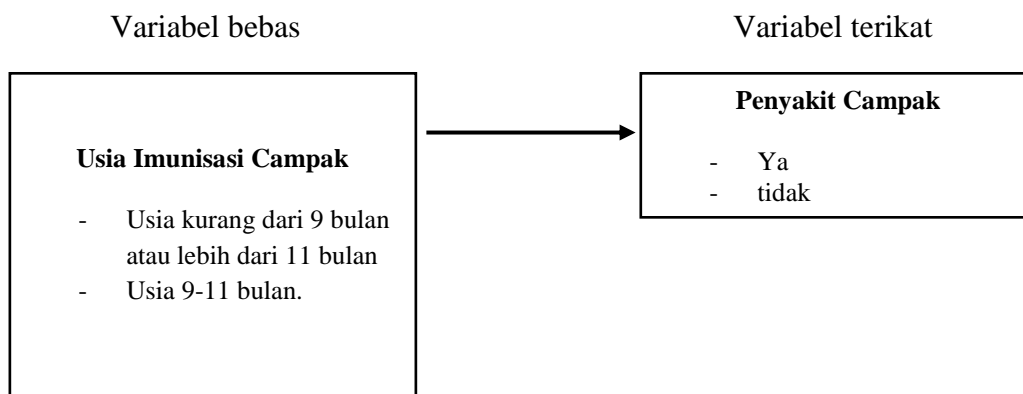 Variabel bebas
Variabel terikat
Usia Imunisasi Campak
- Usia kurang dari 9 bulan
atau lebih dari 11 bulan
- Usia 9-11 bulan.
Penyakit Campak
- Ya
- tidak